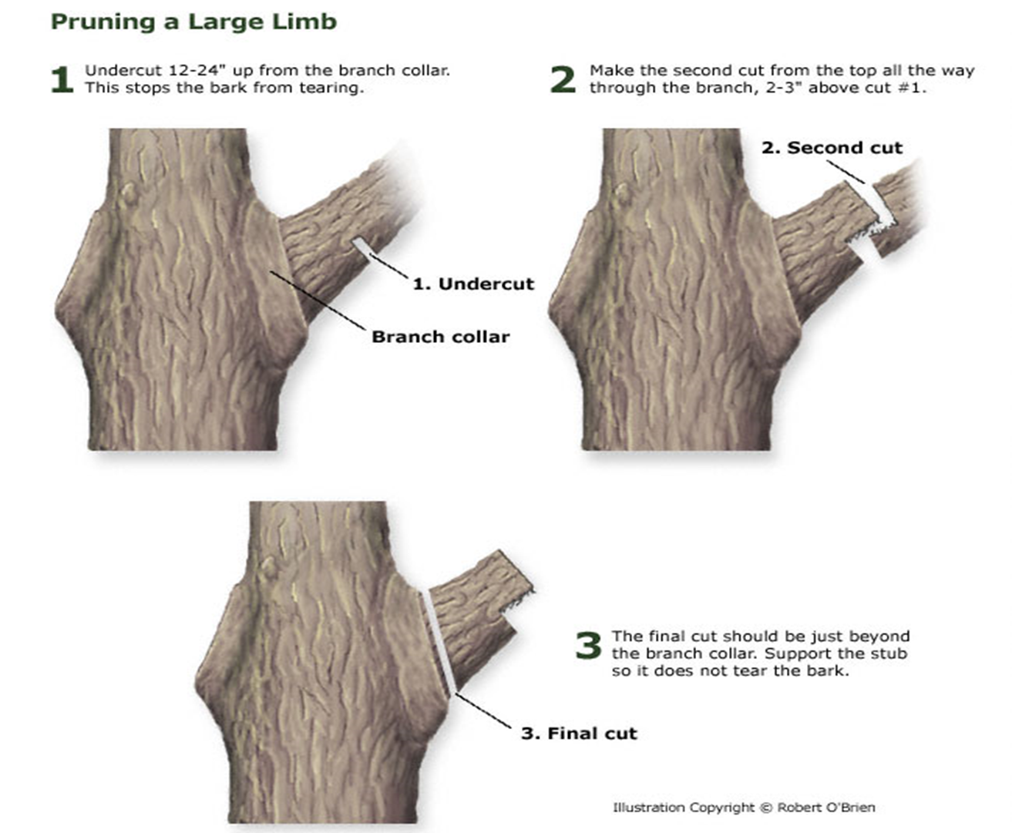 Pruning a Large Limb
1 Undercut 12-24" up from the branch collar.
This stops the bark from tearing.
2 Make the second cut from the top all the way
through the branch, 2-3" above cut #1.
1. Undercut
Branch collar
2. Second cut
3 The final cut should be just beyond
the branch collar. Support the stub
so it does not tear the bark.
3. Final cut
Illustration Copyright © Robert O'Brien